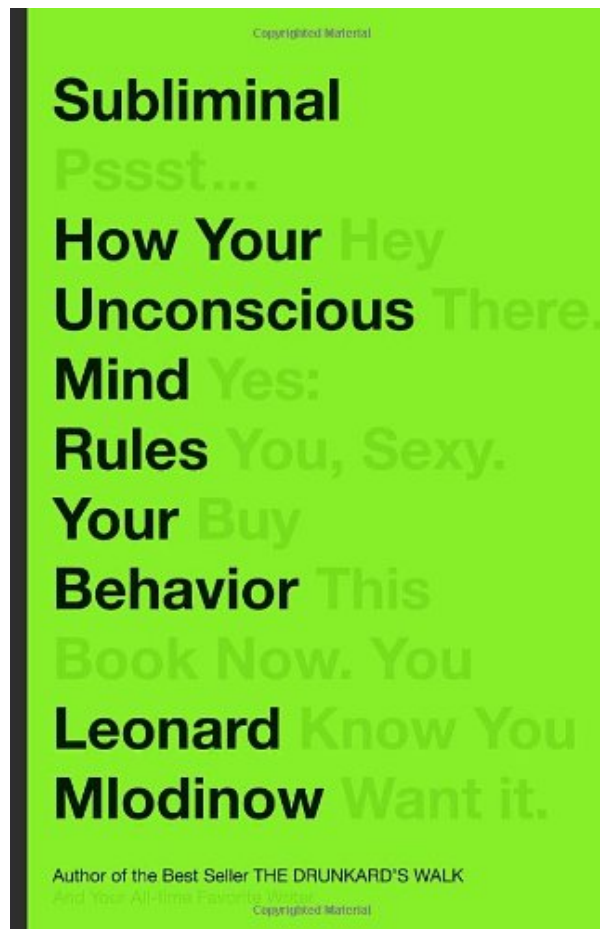 Copyrighted Material
Subliminal
Pssst...
How Your Hey
Unconscious There.
Mind Yes:
Rules You, Sexy.
Your Buy
Behavior This
Book Now. You
Leonard Know You
Mlodinow Want it.
Author of the Best Seller THE DRUNKARD'S WALK
And Your All-time Favorite Writer
Copyrighted Material